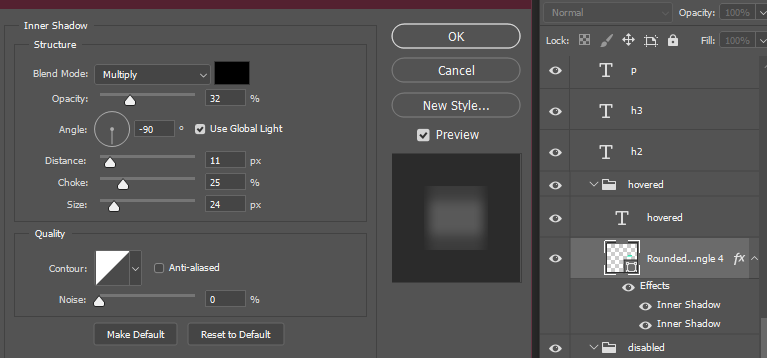 Inner Shadow
Structure
Blend Mode: Multiply
Opacity: 32 %
Angle: -90 °
Use Global Light
Distance: 11 px
Choke: 25 %
Size: 24 px
Quality
Contour:
Anti-aliased
Noise: 0 %
Make Default
Reset to Default
OK
Cancel
New Style...
Preview
Normal
Opacity: 100%
Lock:
Fill: 100%
T p
T h3
T h2
hovered
T hovered
Rounded...ngle 4 fx
Effects
Inner Shadow
Inner Shadow
disabled